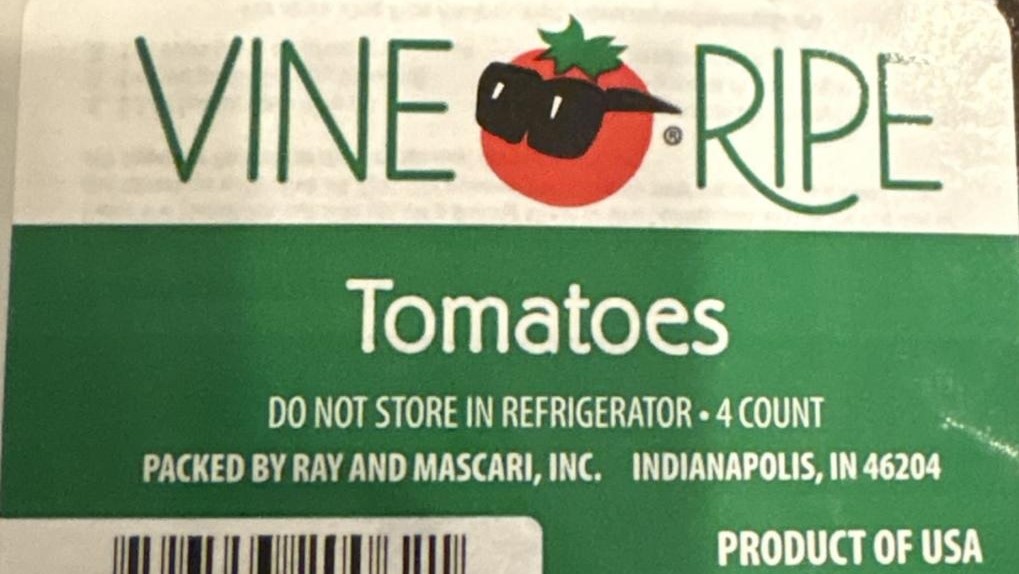 VINE RIPE®
Tomatoes
DO NOT STORE IN REFRIGERATOR • 4 COUNT
PACKED BY RAY AND MASCARI, INC. INDIANAPOLIS, IN 46204
PRODUCT OF USA